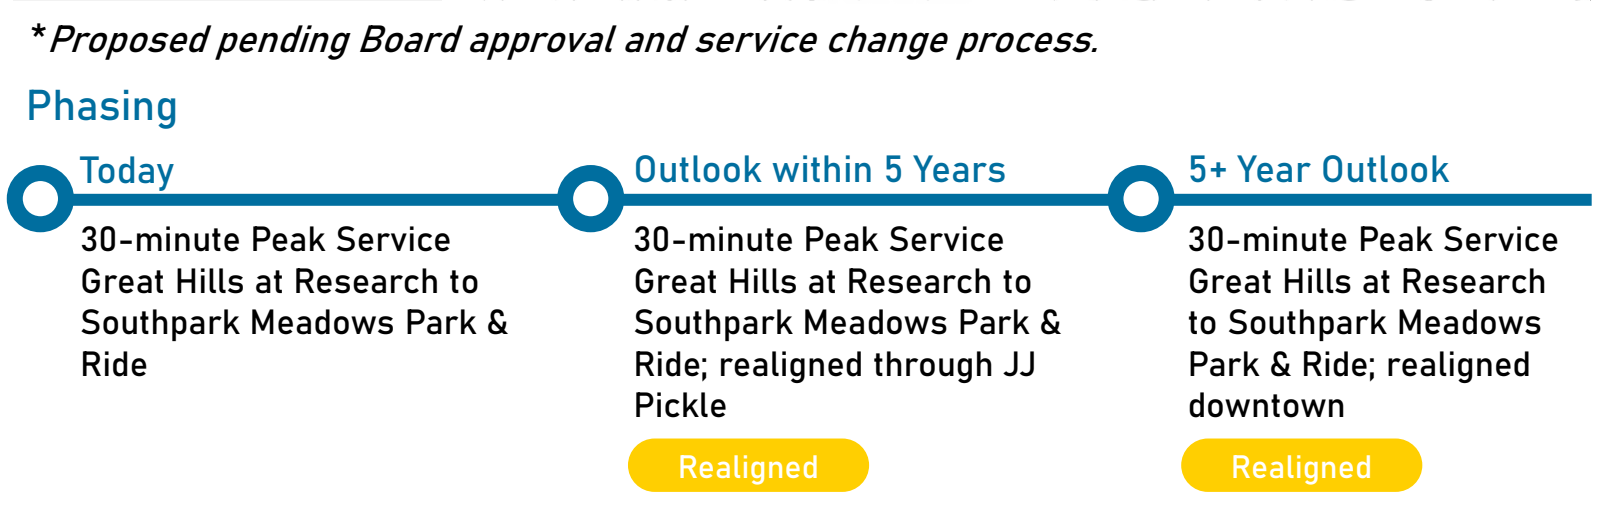 *Proposed pending Board approval and service change process.
Phasing
Today
30-minute Peak Service
Great Hills at Research to
Southpark Meadows Park &
Ride
Outlook within 5 Years
30-minute Peak Service
Great Hills at Research to
Southpark Meadows Park &
Ride; realigned through JJ
Pickle
Realigned
5+ Year Outlook
30-minute Peak Service
Great Hills at Research
to Southpark Meadows
Park & Ride; realigned
downtown
Realigned